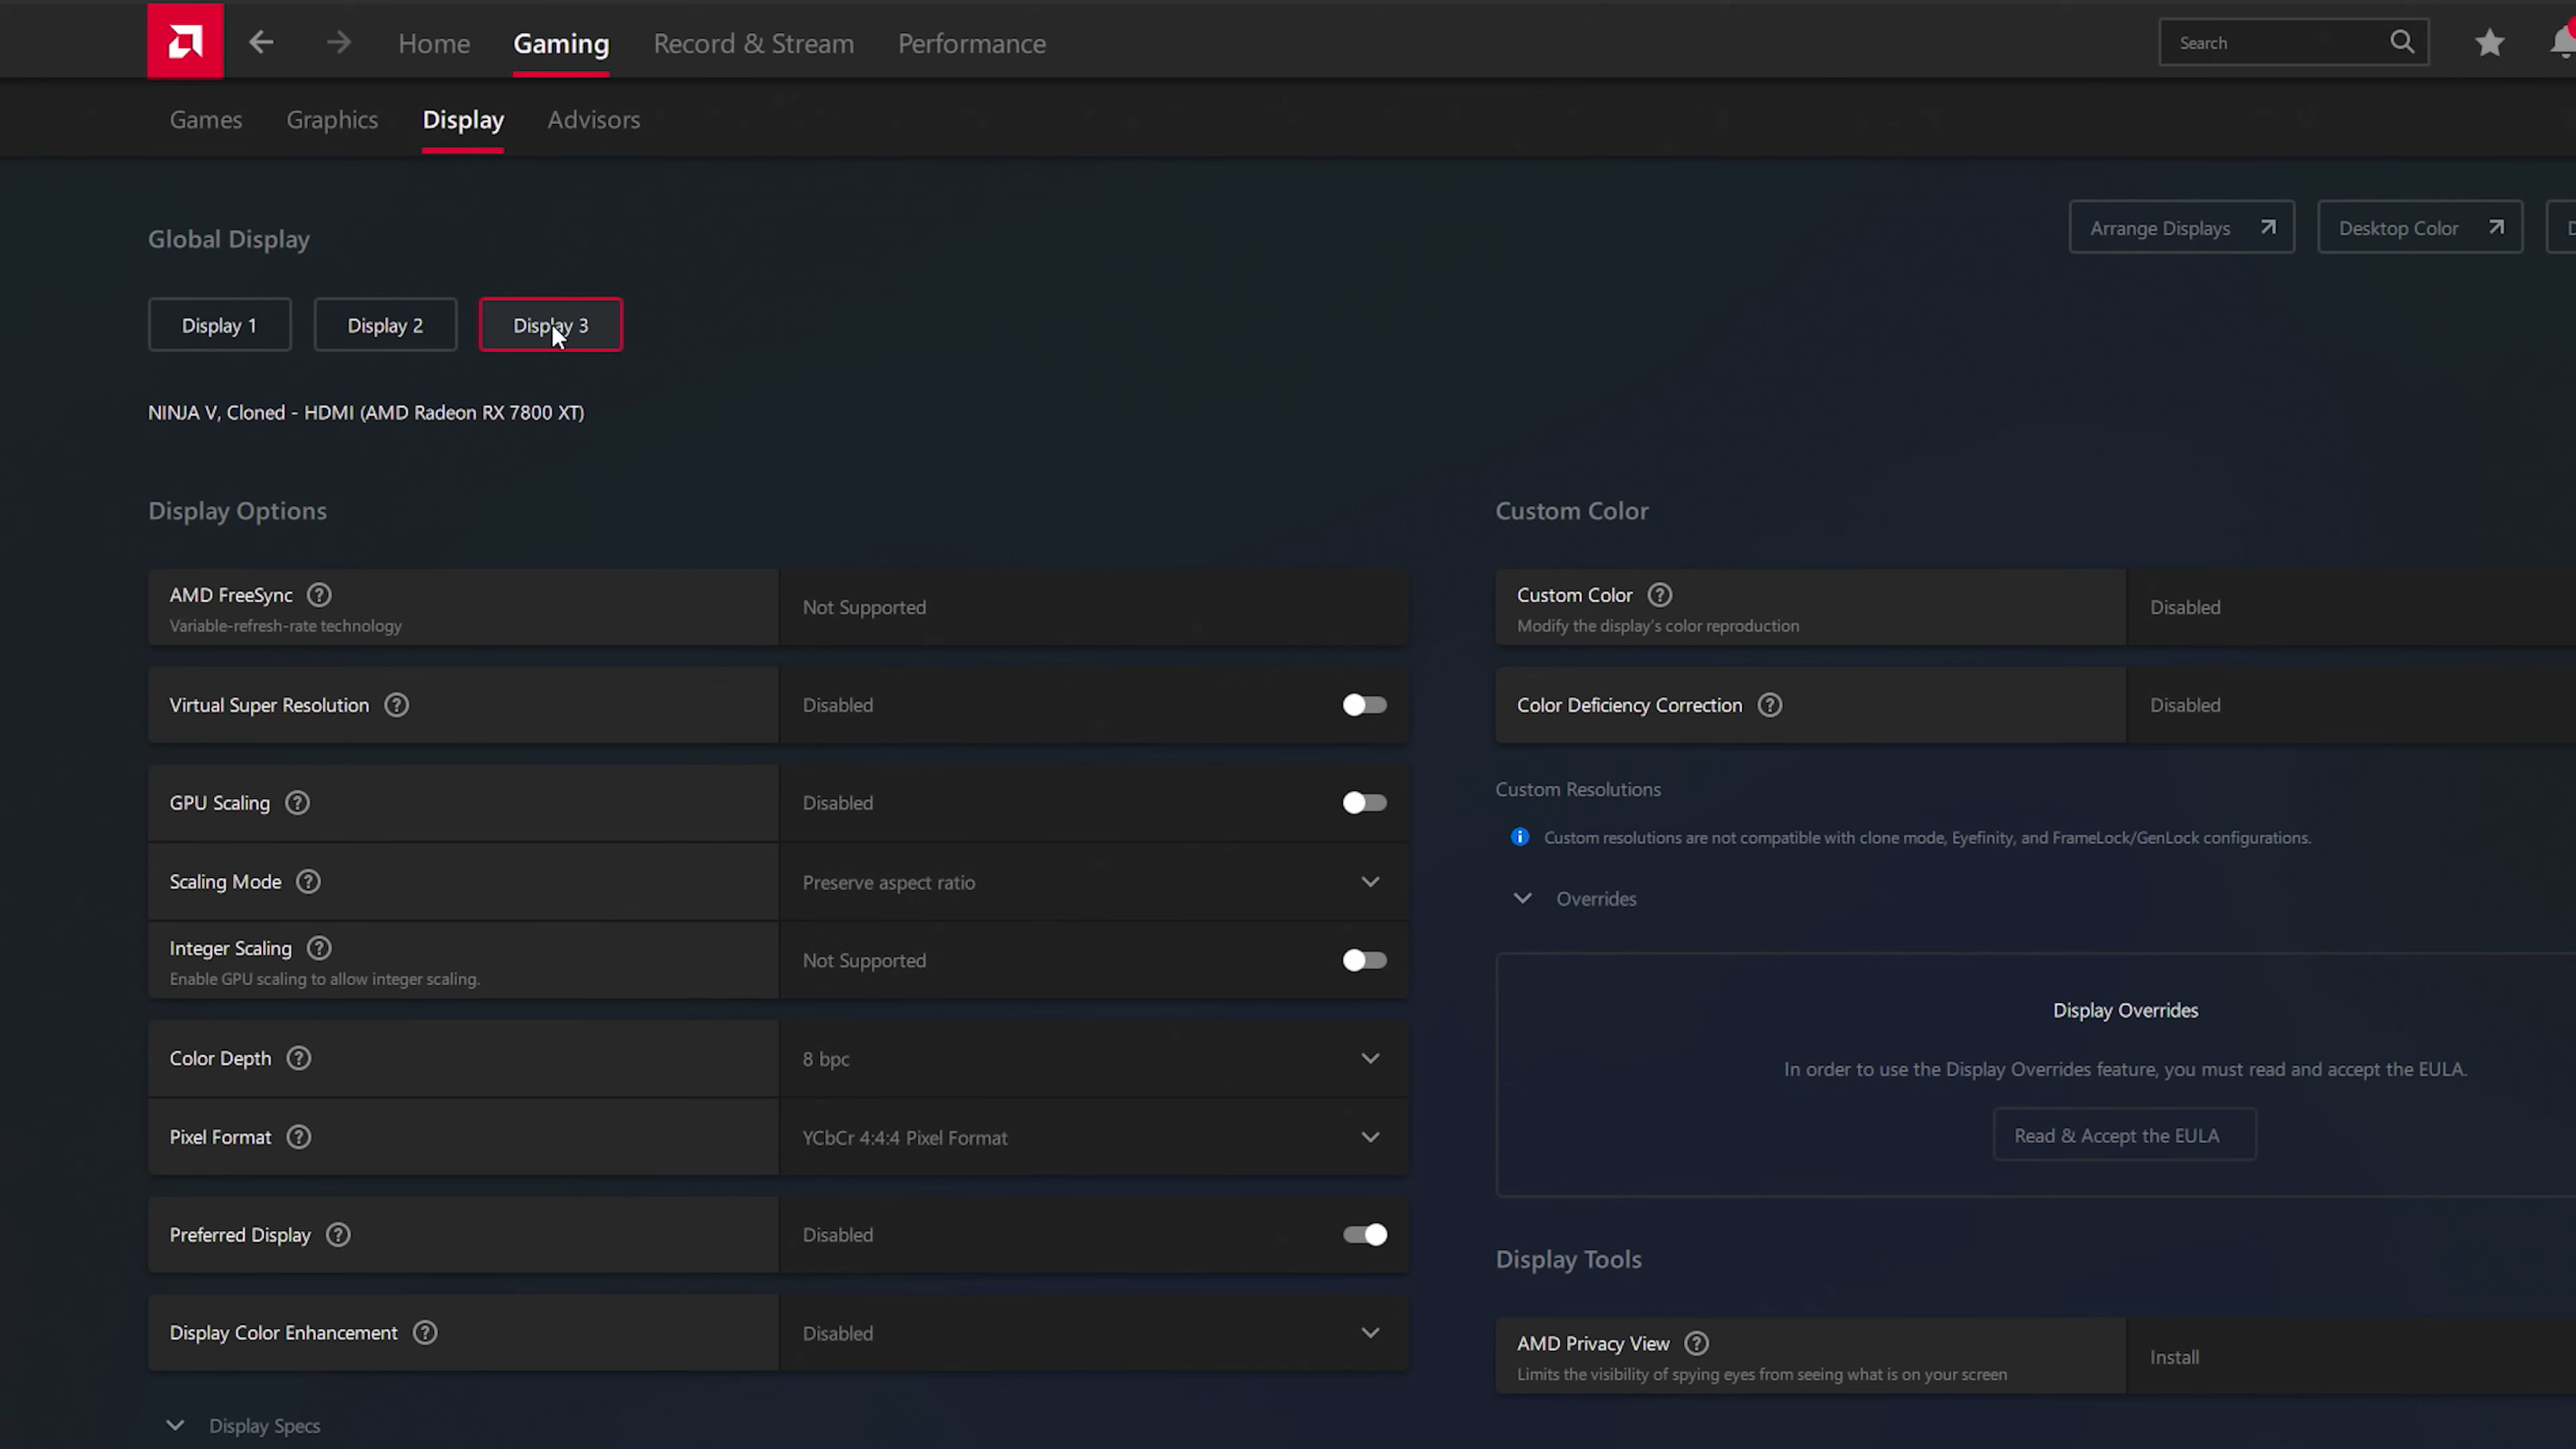 Home
Gaming
Record & Stream
Performance
Search
Games
Graphics
Display
Advisors
Global Display
Arrange Displays
Desktop Color
Display 1
Display 2
Display 3
NINJA V, Cloned - HDMI (AMD Radeon RX 7800 XT)
Display Options
AMD FreeSync
Variable-refresh-rate technology
Not Supported
Virtual Super Resolution
Disabled
GPU Scaling
Disabled
Scaling Mode
Preserve aspect ratio
Integer Scaling
Enable GPU scaling to allow integer scaling.
Not Supported
Color Depth
8 bpc
Pixel Format
YCbCr 4:4:4 Pixel Format
Preferred Display
Disabled
Display Color Enhancement
Disabled
Display Specs
Custom Color
Custom Color
Modify the display's color reproduction
Disabled
Color Deficiency Correction
Disabled
Custom Resolutions
Custom resolutions are not compatible with clone mode, Eyefinity, and FrameLock/GenLock configurations.
Overrides
Display Overrides
In order to use the Display Overrides feature, you must read and accept the EULA.
Read & Accept the EULA
Display Tools
AMD Privacy View
Limits the visibility of spying eyes from seeing what is on your screen
Install